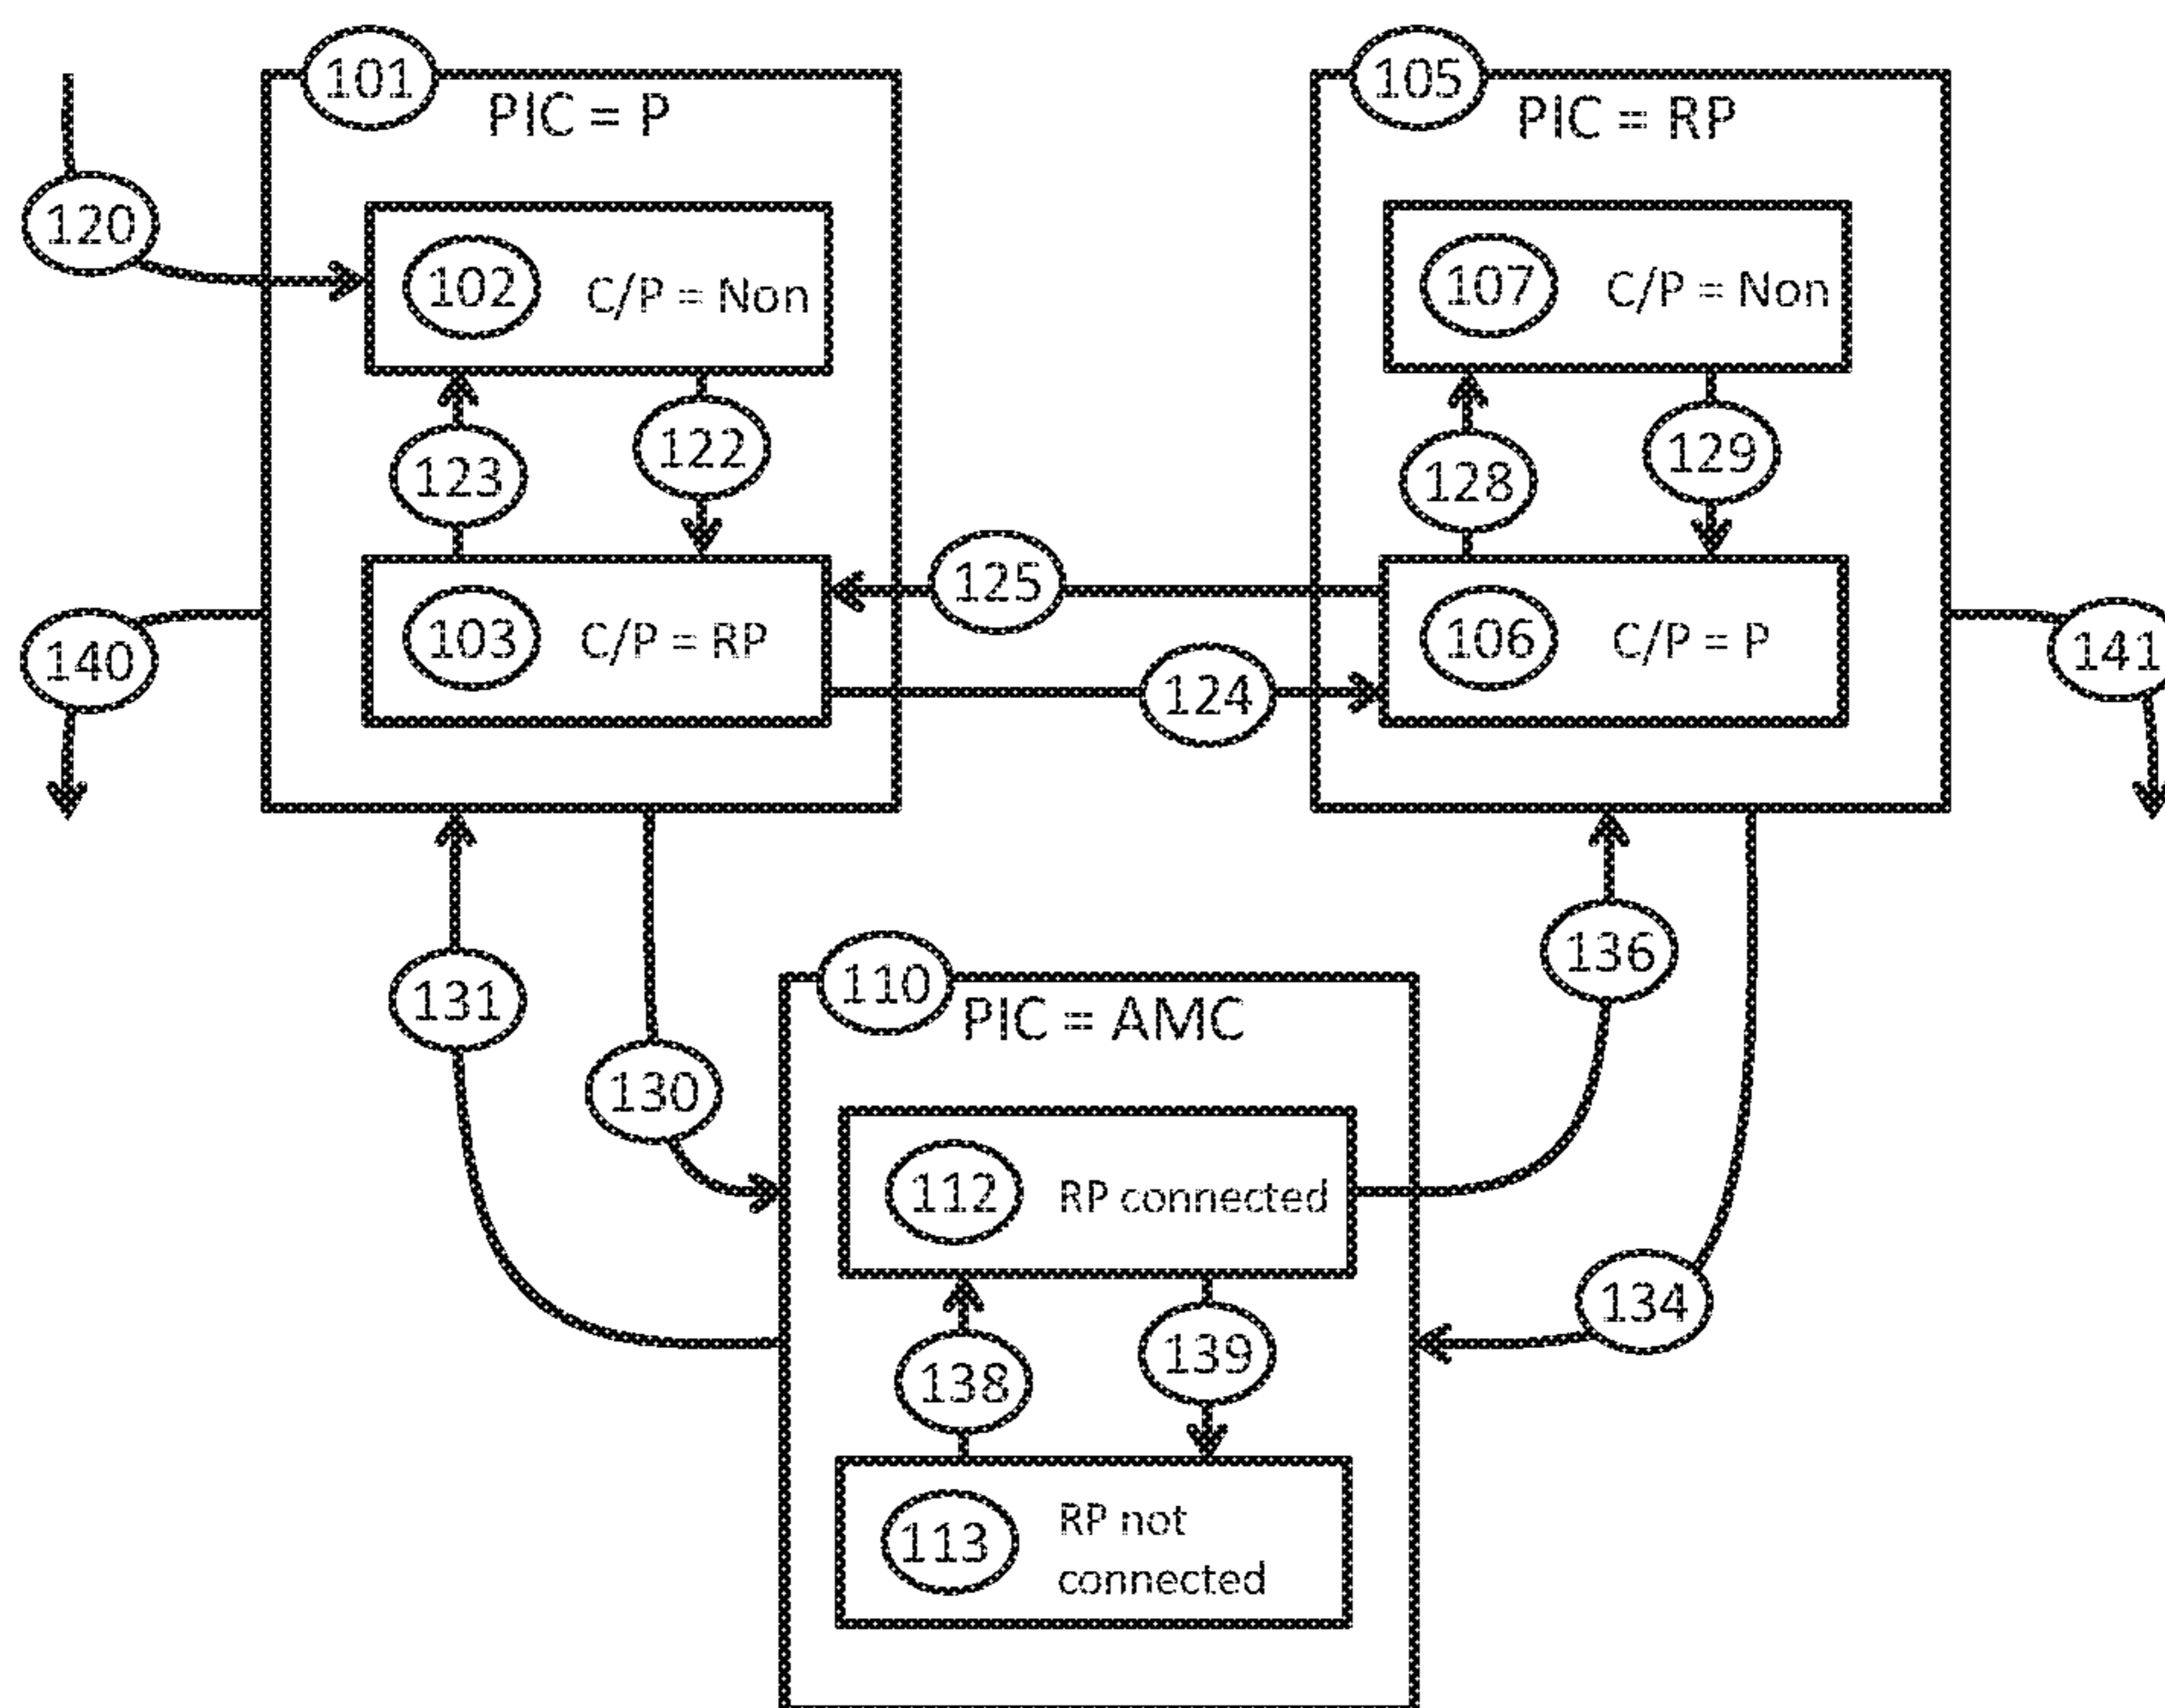 101
PIC = P
105
PIC = RP
120
102
C/P = Non
107
C/P = Non
123
122
128
129
125
103
C/P = RP
106
C/P = P
140
124
141
131
130
110
PIC = AMC
136
112
RP connected
134
138
139
113
RP not
connected